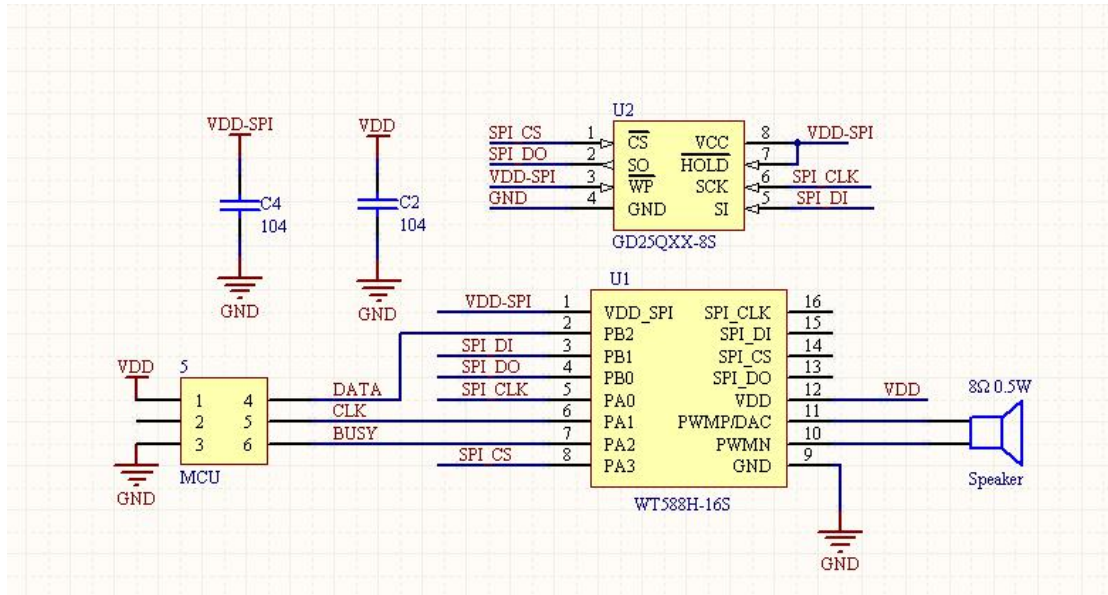 VDD-SPI
C4
104
GND
VDD
C2
104
GND
U2
SPI CS 1 CS VCC 8 VDD-SPI
SPI DO 2 SO HOLD 7
VDD-SPI 3 WP SCK 6 SPI CLK
GND 4 GND SI 5 SPI DI
GD25QXX-8S
U1
VDD-SPI 1 VDD_SPI SPI_CLK 16
2 PB2 SPI_DI 15
SPI DI 3 PB1 SPI_CS 14
SPI DO 4 PB0 SPI_DO 13
SPI CLK 5 PA0 VDD 12 VDD
6 PA1 PWMP/DAC 11
7 PA2 PWMN 10
SPI CS 8 PA3 GND 9
WT588H-16S
GND
8Ω 0.5W
Speaker
VDD
5
1 4 DATA
2 5 CLK
3 6 BUSY
GND
MCU